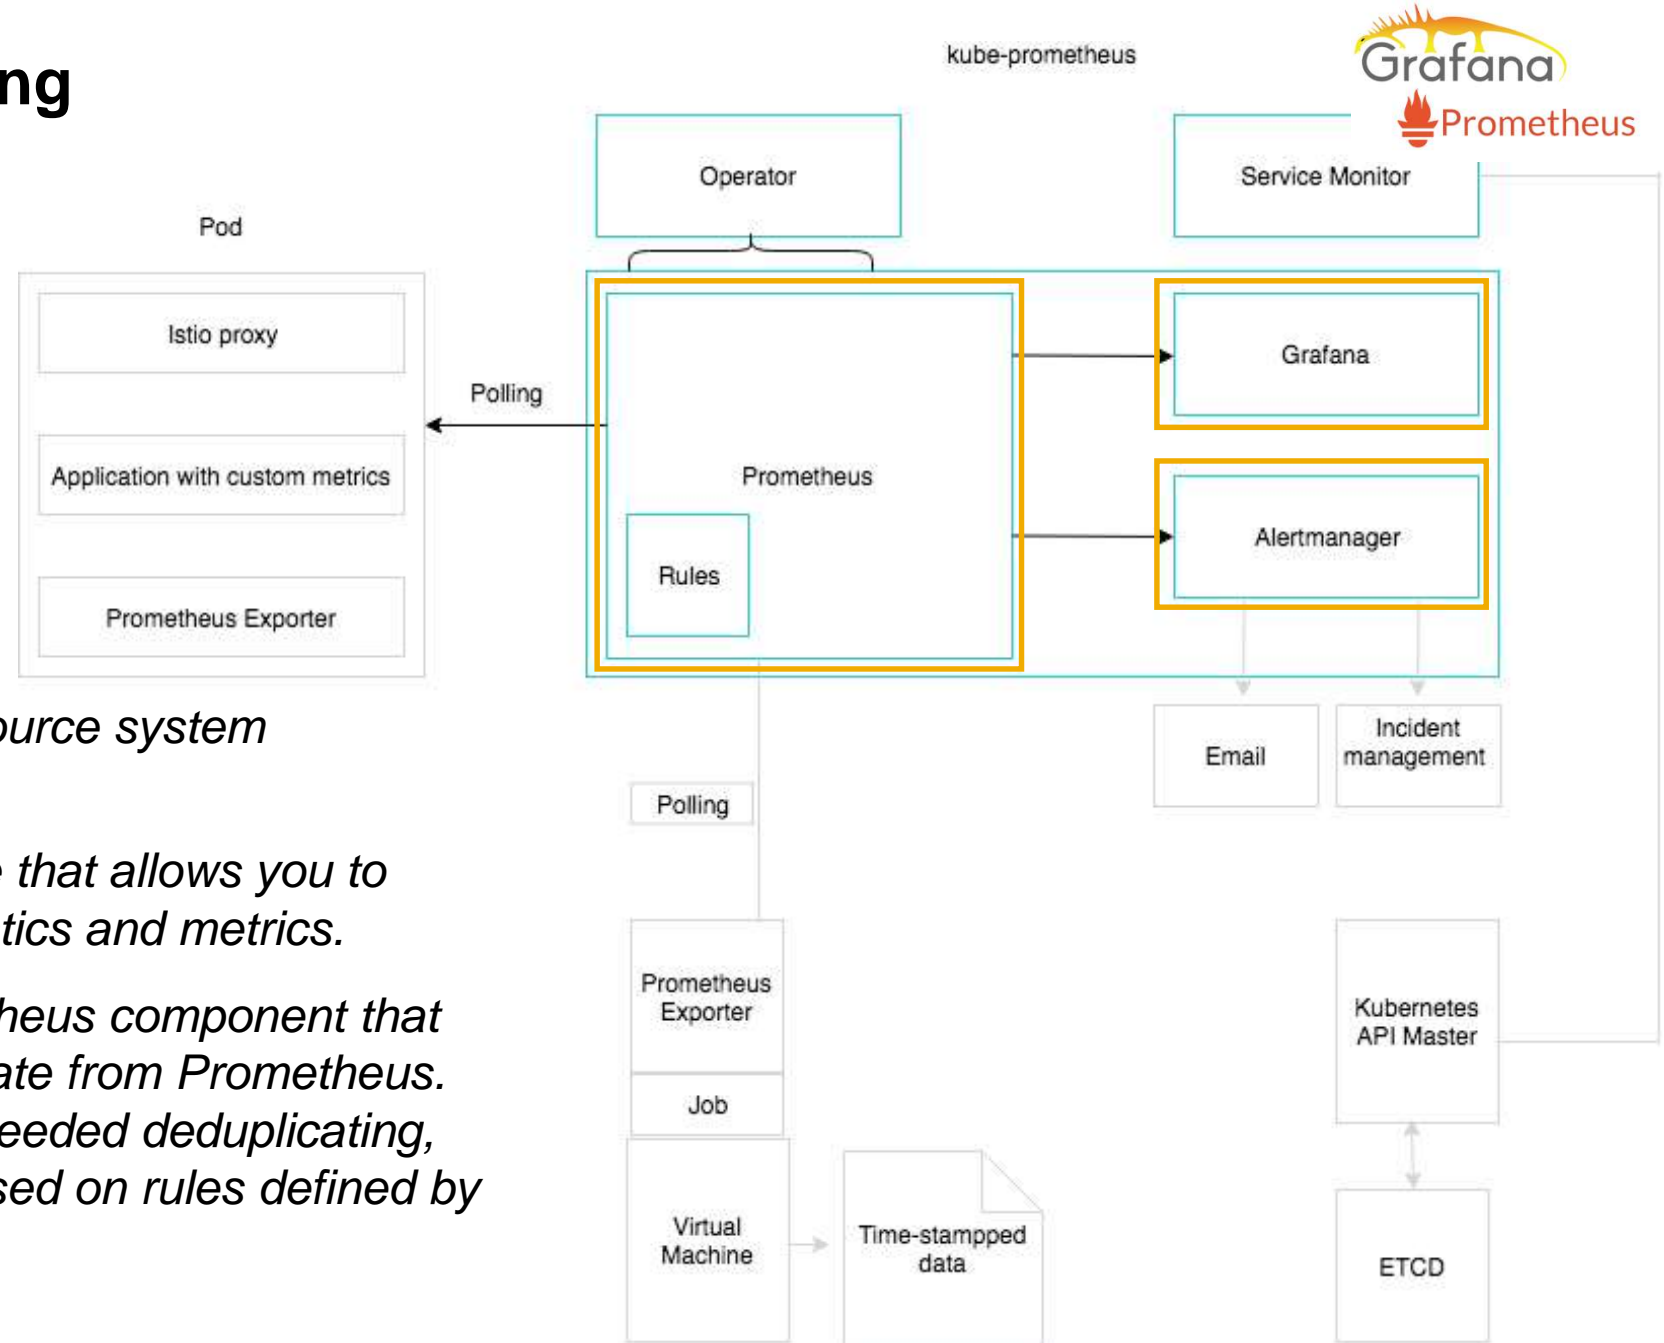 ng
kube-prometheus
Grafana
Prometheus
Operator
Service Monitor
Pod
Istio proxy
Application with custom metrics
Prometheus Exporter
Polling
Prometheus
Rules
Grafana
Alertmanager
Email
Incident
management
Polling
Prometheus
Exporter
Job
Virtual
Machine
Time-stampped
data
Kubernetes
API Master
ETCD
ource system
e that allows you to
tics and metrics.
heus component that
ate from Prometheus.
eeded deduplicating,
sed on rules defined by